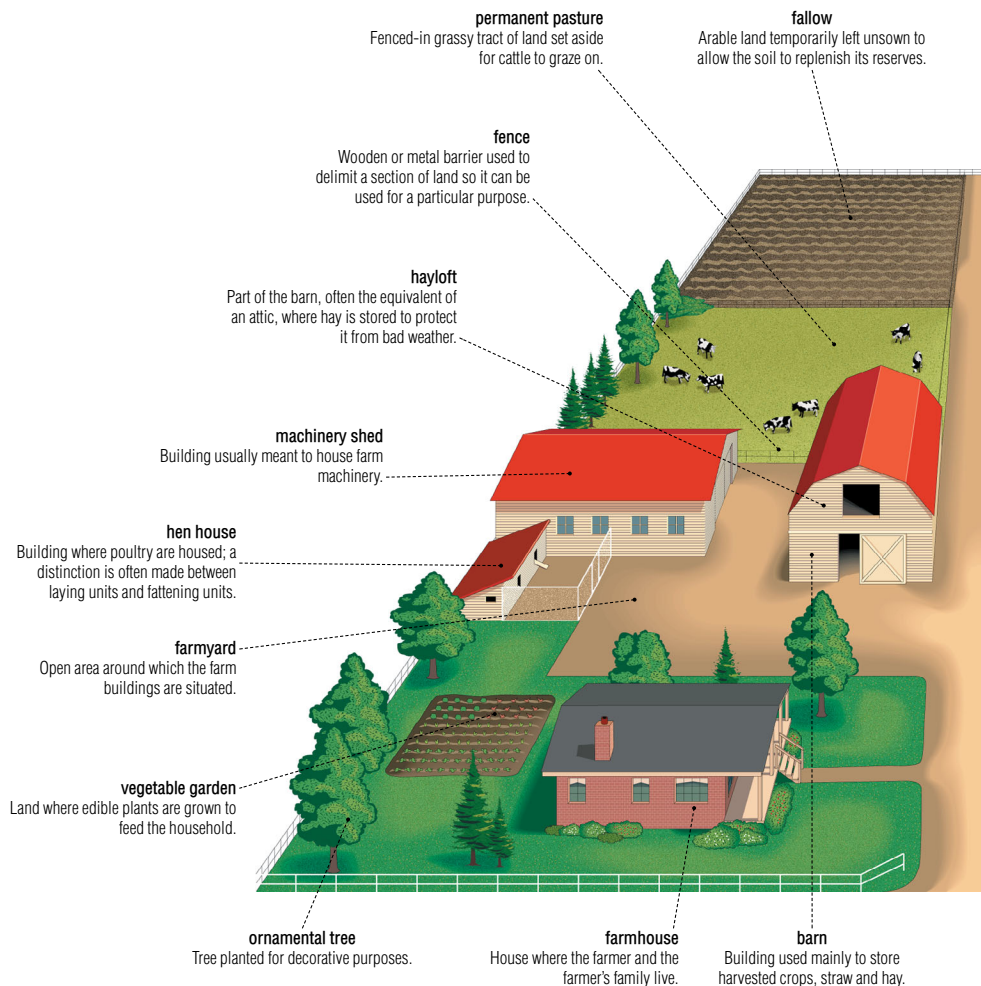 permanent pasture
Fenced-in grassy tract of land set aside
for cattle to graze on.
fallow
Arable land temporarily left unsown to
allow the soil to replenish its reserves.
fence
Wooden or metal barrier used to
delimit a section of land so it can be
used for a particular purpose.
hayloft
Part of the barn, often the equivalent of
an attic, where hay is stored to protect
it from bad weather.
machinery shed
Building usually meant to house farm
machinery.
hen house
Building where poultry are housed; a
distinction is often made between
laying units and fattening units.
farmyard
Open area around which the farm
buildings are situated.
vegetable garden
Land where edible plants are grown to
feed the household.
ornamental tree
Tree planted for decorative purposes.
farmhouse
House where the farmer and the
farmer's family live.
barn
Building used mainly to store
harvested crops, straw and hay.